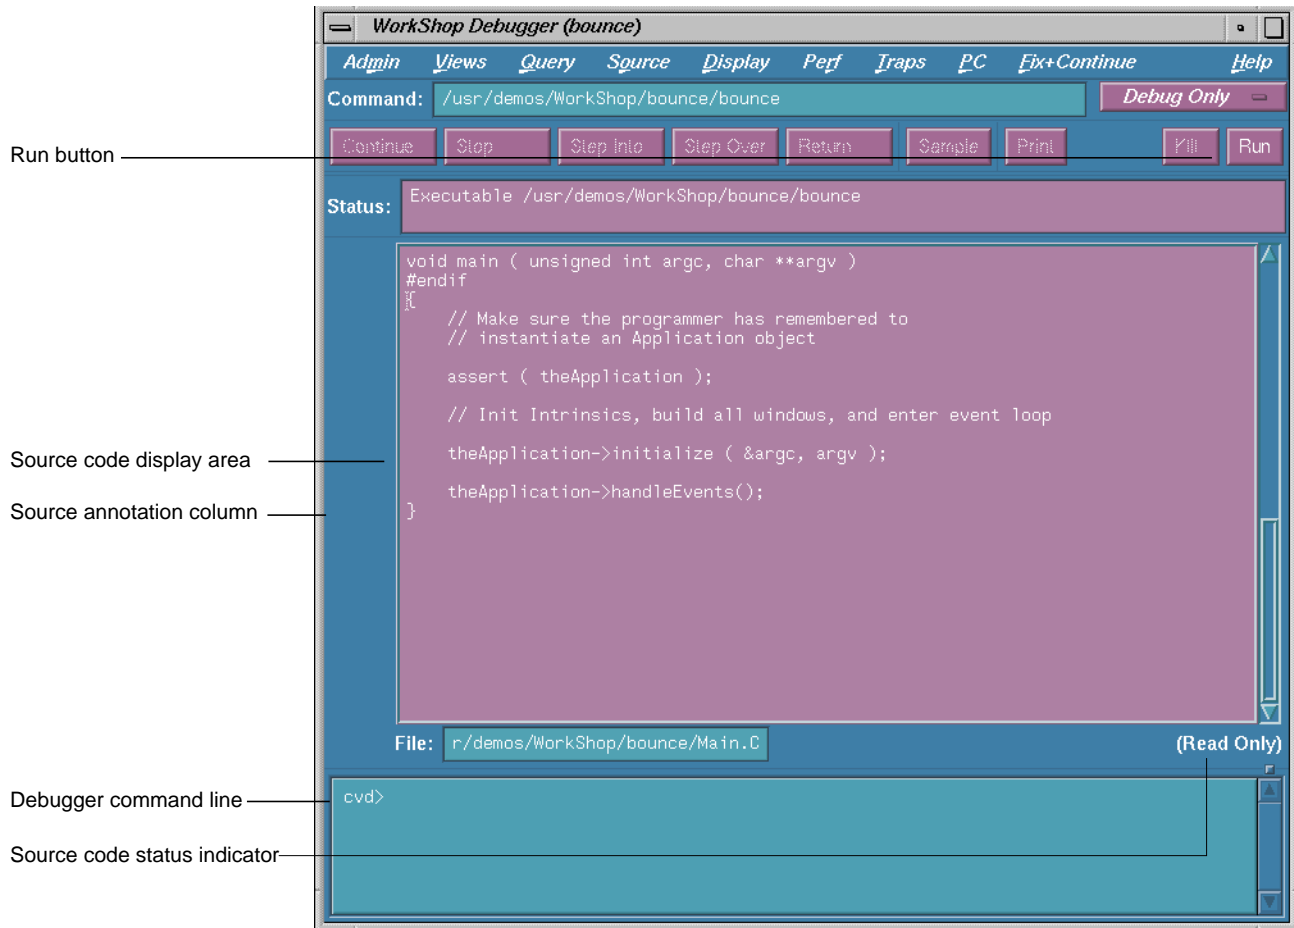 WorkShop Debugger (bounce)
Admin Views Query Source Display Perf Traps PC Fix+Continue Help
Command: /usr/demos/WorkShop/bounce/bounce Debug Only
Run button
Continue Stop Step Into Step Over Return Sample Print Kill Run
Status: Executable /usr/demos/WorkShop/bounce/bounce
void main ( unsigned int argc, char **argv )
#endif
{
// Make sure the programmer has remembered to
// instantiate an Application object
assert ( theApplication );
// Init Intrinsics, build all windows, and enter event loop
Source code display area
theApplication->initialize ( &argc, argv );
theApplication->handleEvents();
Source annotation column
}
File: r/demos/WorkShop/bounce/Main.C (Read Only)
Debugger command line
cvd>
Source code status indicator